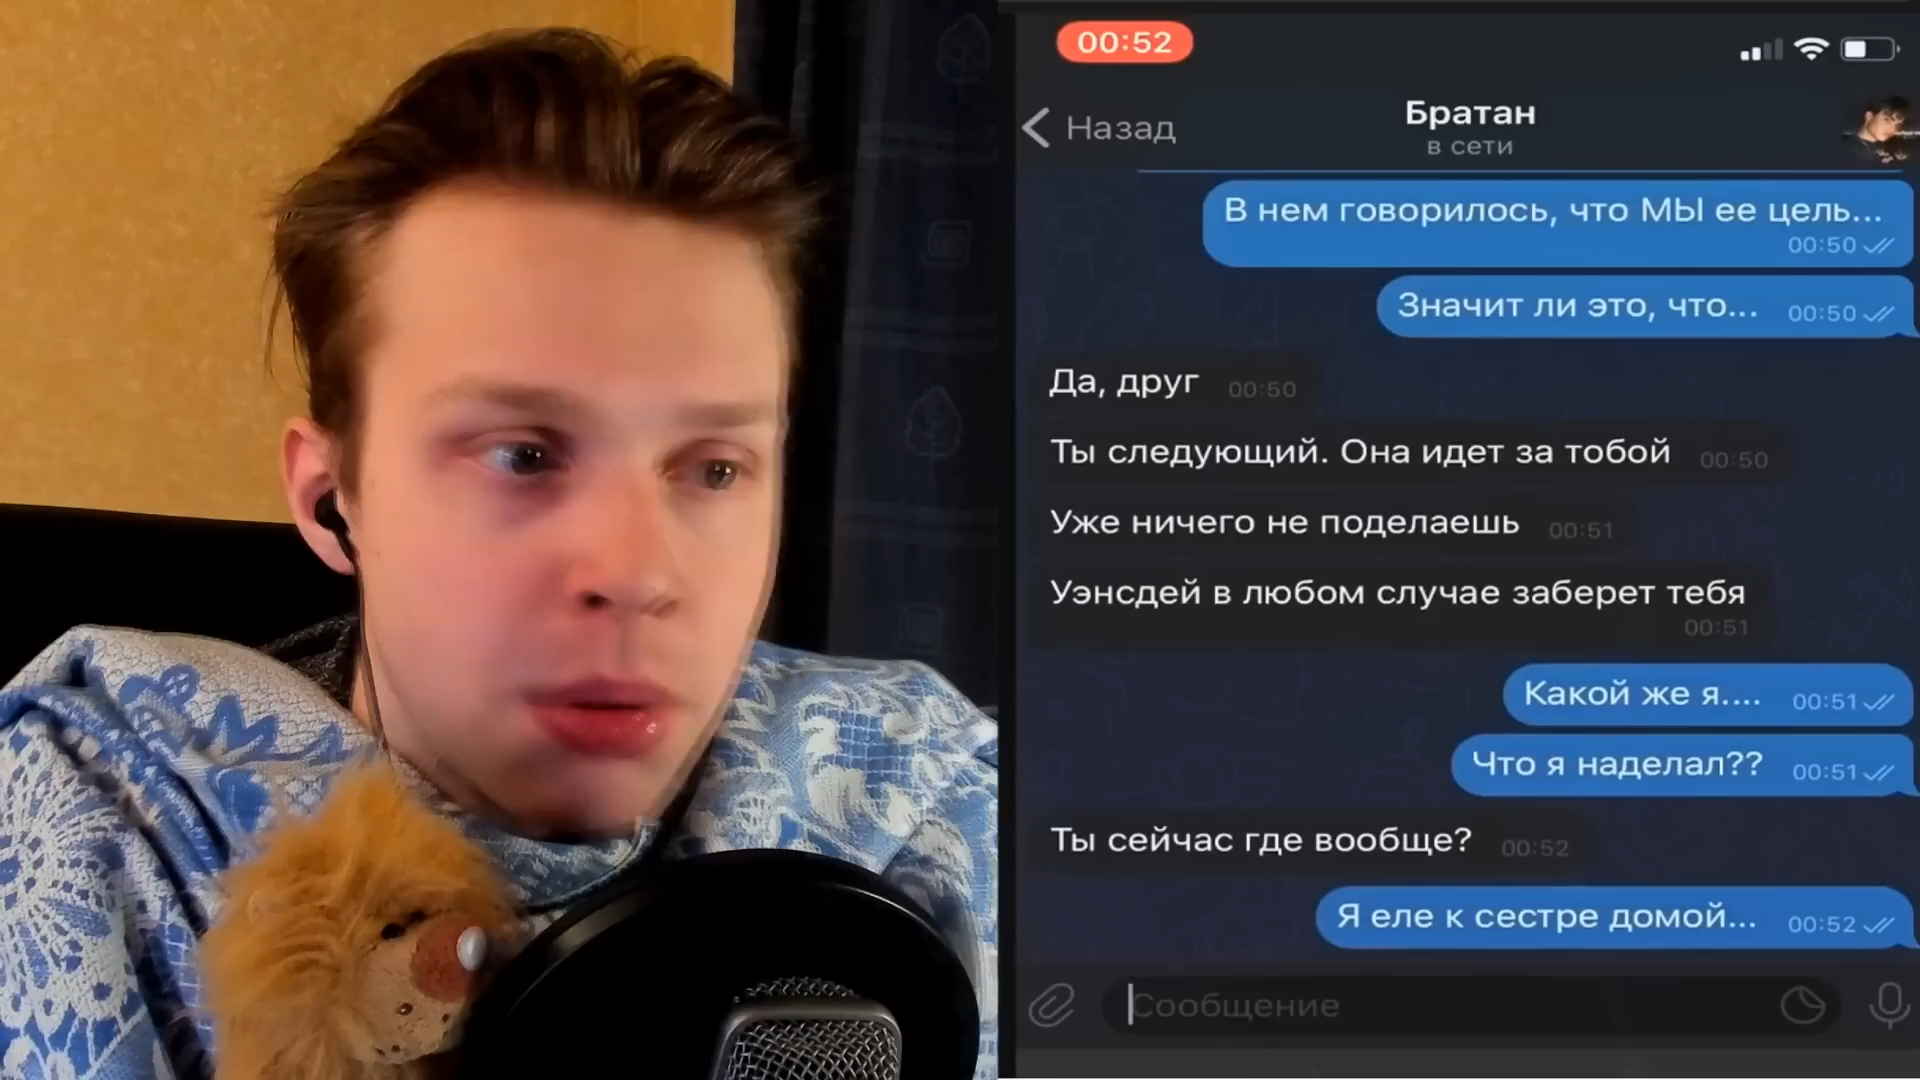 00:52
Назад
Братан
в сети
В нем говорилось, что МЫ ее цель...
00:50
Значит ли это, что... 00:50
Да, друг 00:50
Ты следующий. Она идет за тобой 00:50
Уже ничего не поделаешь 00:51
Уэнсдей в любом случае заберет тебя
00:51
Какой же я.... 00:51
Что я наделал?? 00:51
Ты сейчас где вообще? 00:52
Я еле к сестре домой... 00:52
Сообщение